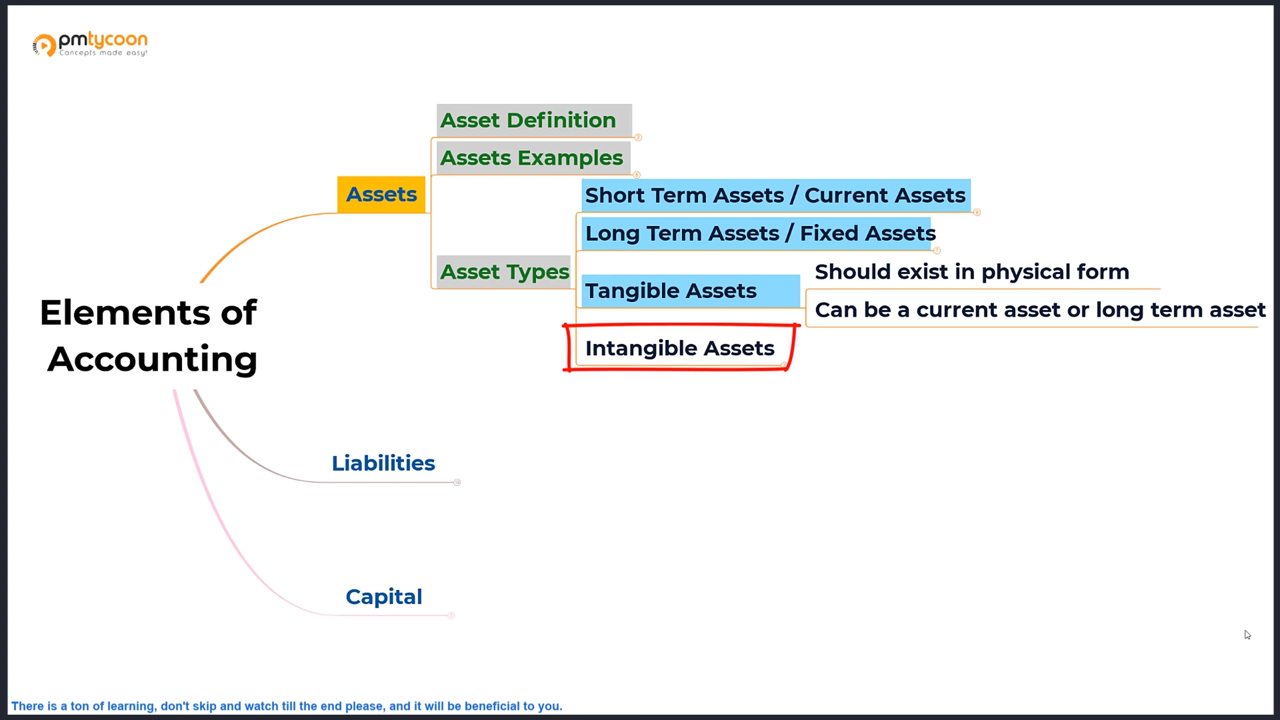 pmtycoon
Concepts made easy!
Asset Definition
Assets Examples
Assets
Short Term Assets / Current Assets
Long Term Assets / Fixed Assets
Asset Types
Tangible Assets
Should exist in physical form
Can be a current asset or long term asset
Intangible Assets
Elements of
Accounting
Liabilities
Capital
There is a ton of learning, don't skip and watch till the end please, and it will be beneficial to you.